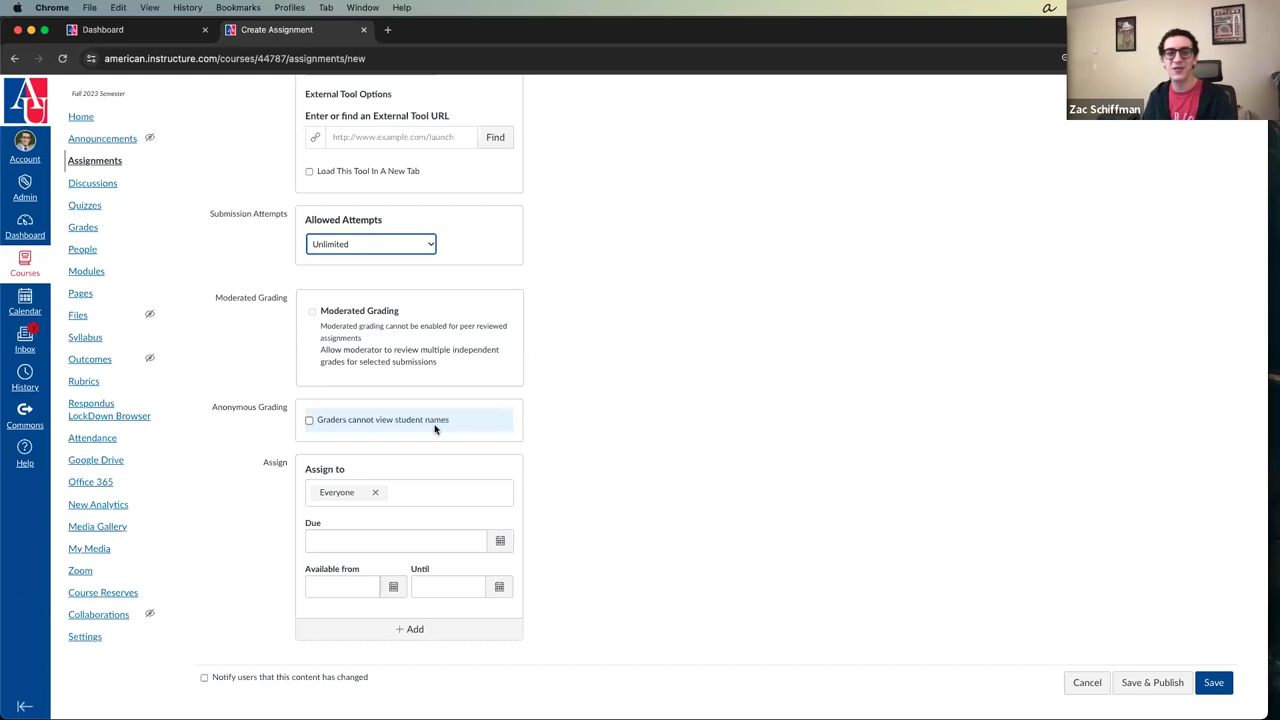 Chrome File Edit View History Bookmarks Profiles Tab Window Help
Dashboard
Create Assignment
american.instructure.com/courses/44787/assignments/new
Zac Schiffman
AU
Account
Admin
Dashboard
Courses
Calendar
Inbox
History
Commons
Help
Fall 2023 Semester
Home
Announcements
Assignments
Discussions
Quizzes
Grades
People
Modules
Pages
Files
Syllabus
Outcomes
Rubrics
Respondus
LockDown Browser
Attendance
Google Drive
Office 365
New Analytics
Media Gallery
My Media
Zoom
Course Reserves
Collaborations
Settings
External Tool Options
Enter or find an External Tool URL
http://www.example.com/launch Find
Load This Tool In A New Tab
Submission Attempts
Allowed Attempts
Unlimited
Moderated Grading
Moderated Grading
Moderated grading cannot be enabled for peer reviewed
assignments
Allow moderator to review multiple independent
grades for selected submissions
Anonymous Grading
Graders cannot view student names
Assign
Assign to
Everyone
Due
Available from Until
+ Add
Notify users that this content has changed
Cancel Save & Publish Save